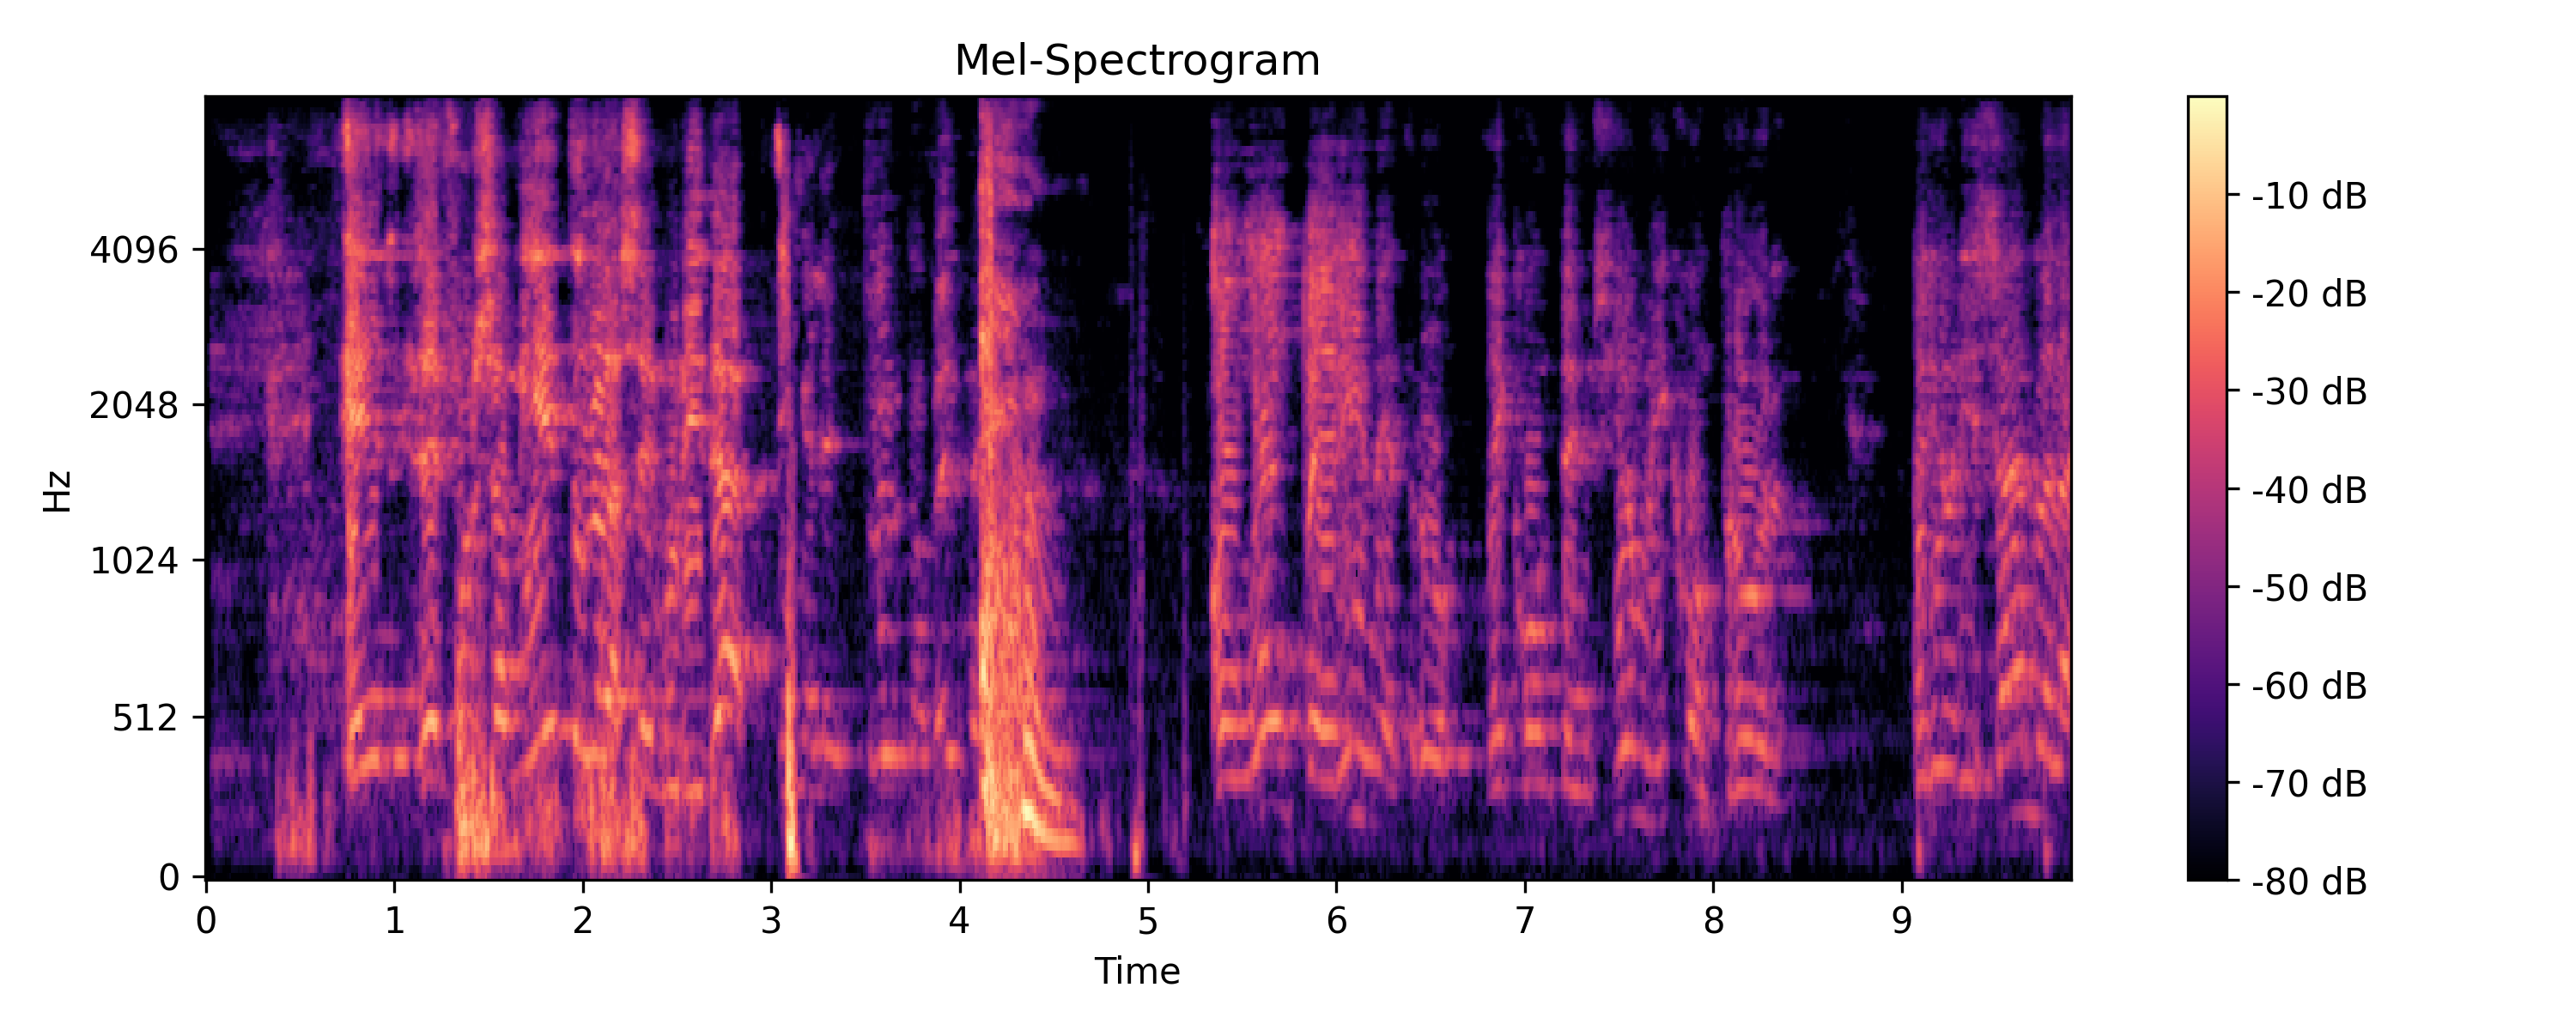 Mel-Spectrogram
Hz
4096
2048
1024
512
0
0 1 2 3 4 5 6 7 8 9
Time
-10 dB
-20 dB
-30 dB
-40 dB
-50 dB
-60 dB
-70 dB
-80 dB